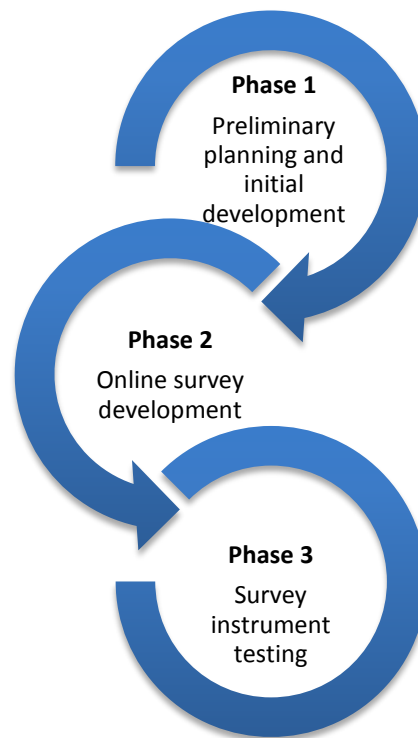 Phase 1
Preliminary
planning and
initial
development
Phase 2
Online survey
development
Phase 3
Survey
instrument
testing